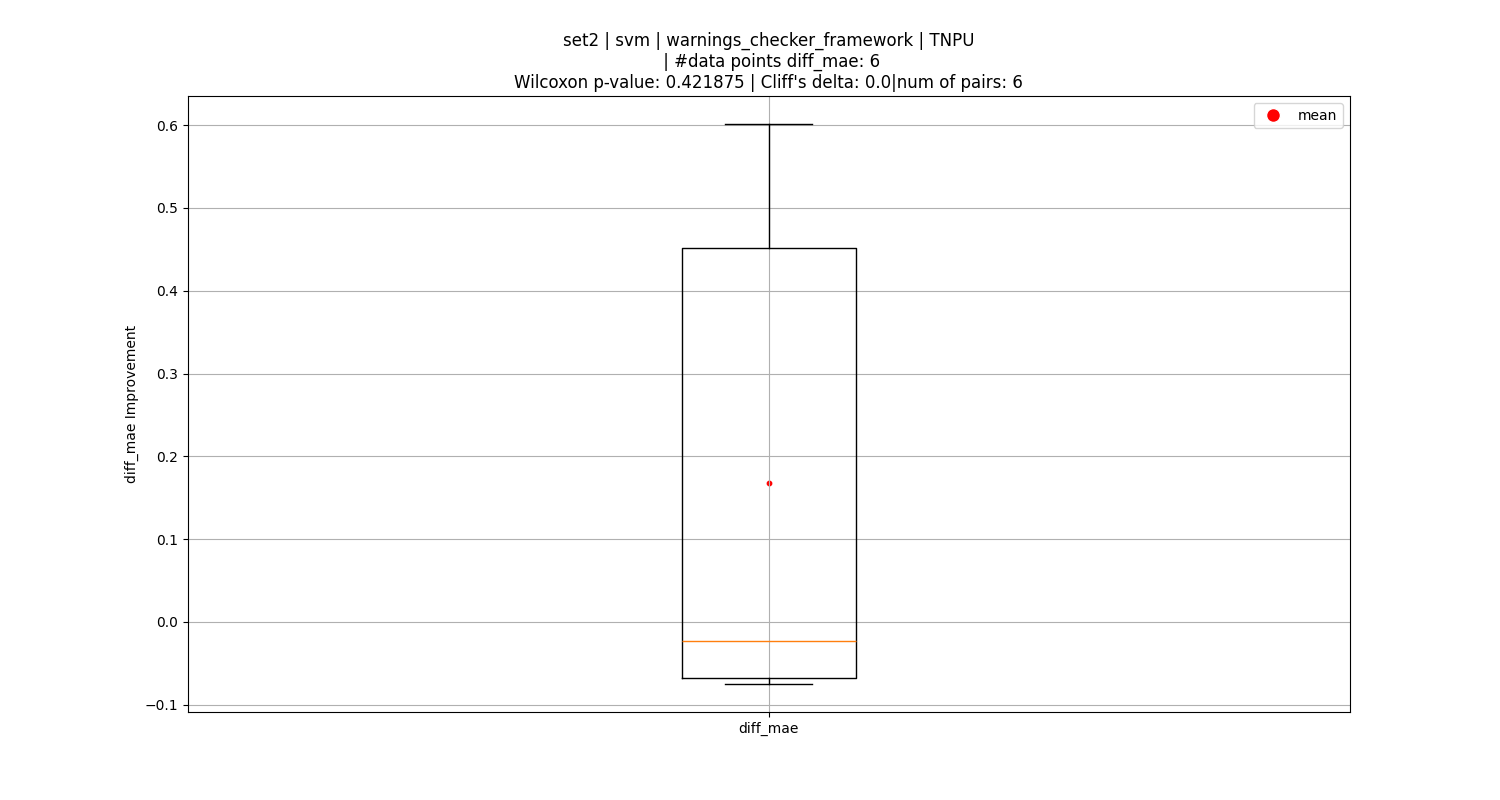 set2 | svm | warnings_checker_framework | TNPU
| #data points diff_mae: 6
Wilcoxon p-value: 0.421875 | Cliff's delta: 0.0|num of pairs: 6
mean
0.6
0.5
0.4
0.3
0.2
0.1
0.0
−0.1
diff_mae Improvement
diff_mae